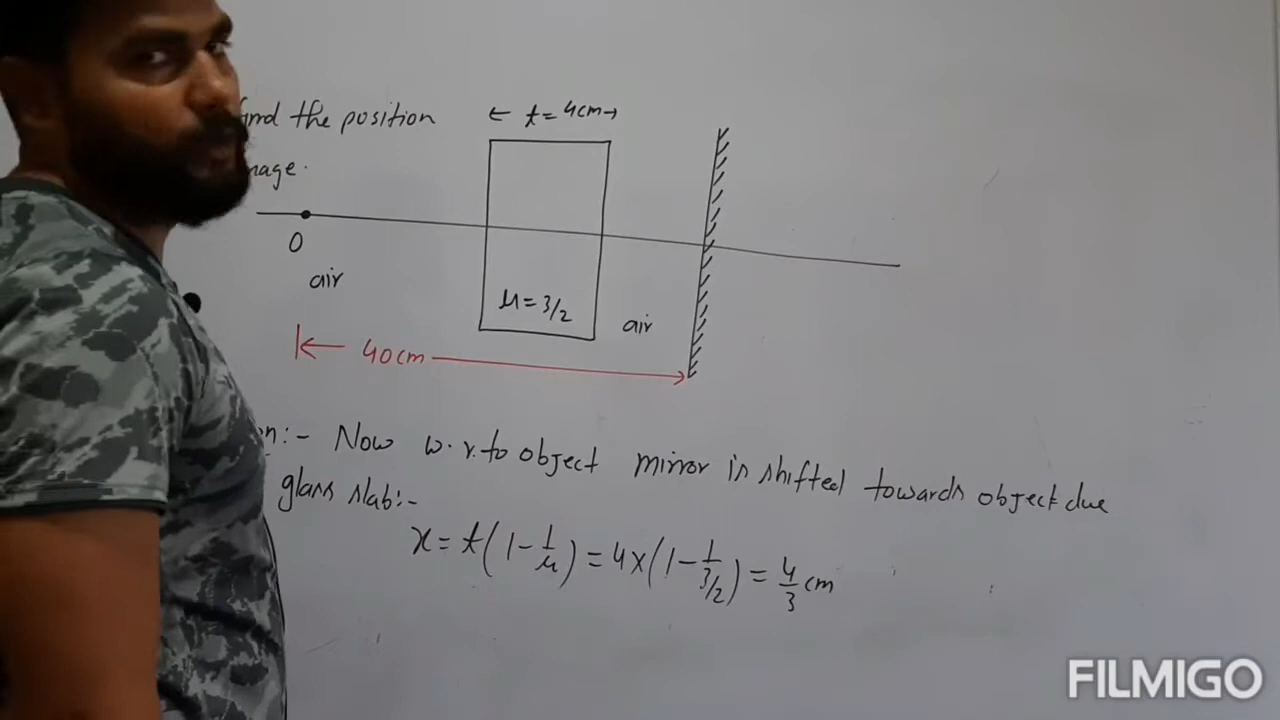 find the position
← t = 4cm →
O
air
μ = 3/2
air
40cm
:- Now w.r.to object mirror is shifted towards object due
glass slab:-
x = t(1 - 1/μ) = 4 x (1 - 1/3/2) = 4/3 cm
FILMIGO